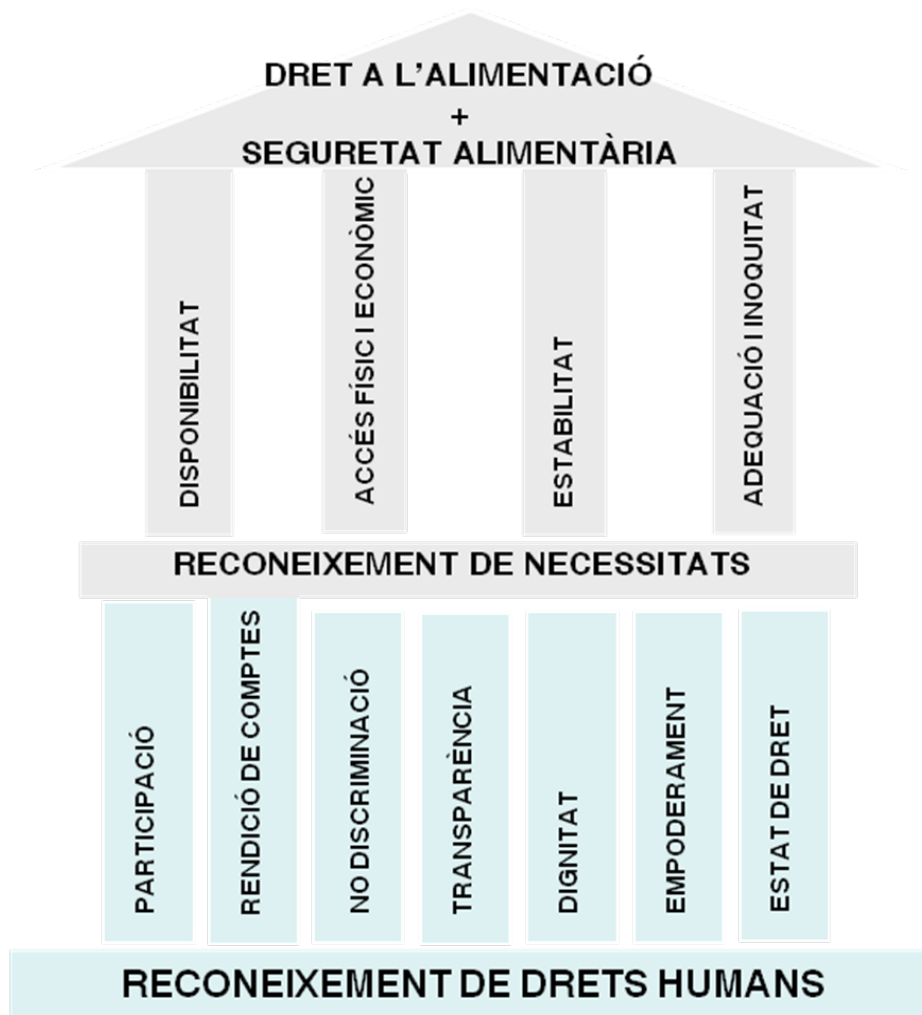 DRET A L'ALIMENTACIÓ
+
SEGURETAT ALIMENTÀRIA
DISPONIBILITAT
ACCÉS FÍSIC I ECONÒMIC
ESTABILITAT
ADEQUACIÓ I INOQUITAT
RECONEIXEMENT DE NECESSITATS
PARTICIPACIÓ
RENDICIÓ DE COMPTES
NO DISCRIMINACIÓ
TRANSPARÈNCIA
DIGNITAT
EMPODERAMENT
ESTAT DE DRET
RECONEIXEMENT DE DRETS HUMANS